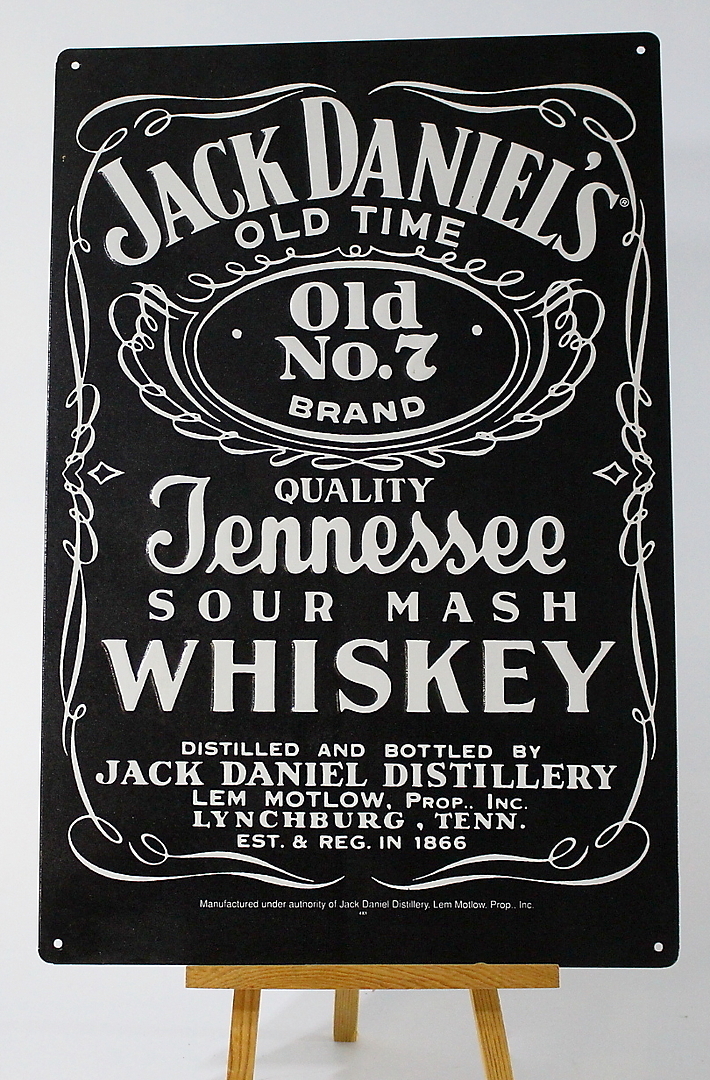 JACK DANIEL'S®
OLD TIME
Old
No.7
BRAND
QUALITY
Tennessee
SOUR MASH
WHISKEY
DISTILLED AND BOTTLED BY
JACK DANIEL DISTILLERY
LEM MOTLOW, PROP.. INC.
LYNCHBURG, TENN.
EST. & REG. IN 1866
Manufactured under authority of Jack Daniel Distillery. Lem Motlow. Prop.. Inc.